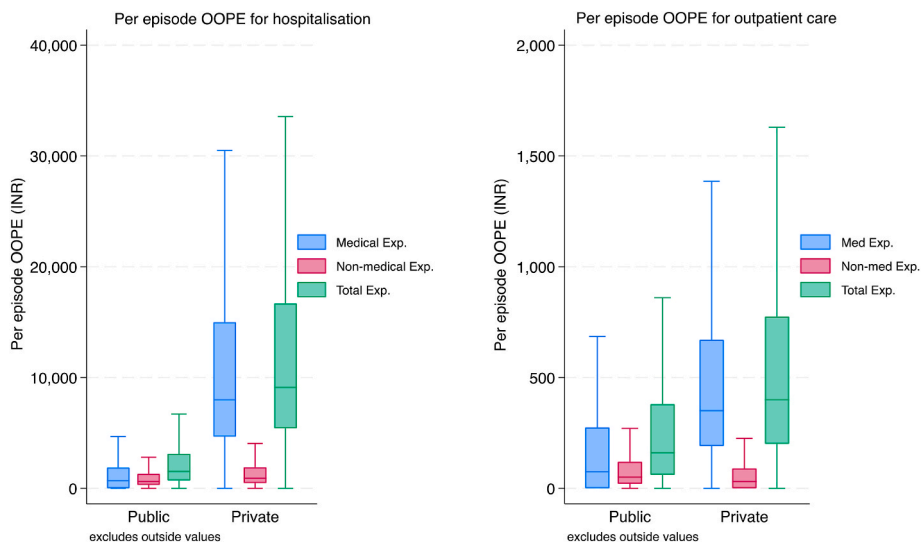 Per episode OOPE for hospitalisation
40,000
30,000
20,000
10,000
0
Per episode OOPE (INR)
Medical Exp.
Non-medical Exp.
Total Exp.
Public Private
excludes outside values
Per episode OOPE for outpatient care
2,000
1,500
1,000
500
0
Per episode OOPE (INR)
Med Exp.
Non-med Exp.
Total Exp.
Public Private
excludes outside values